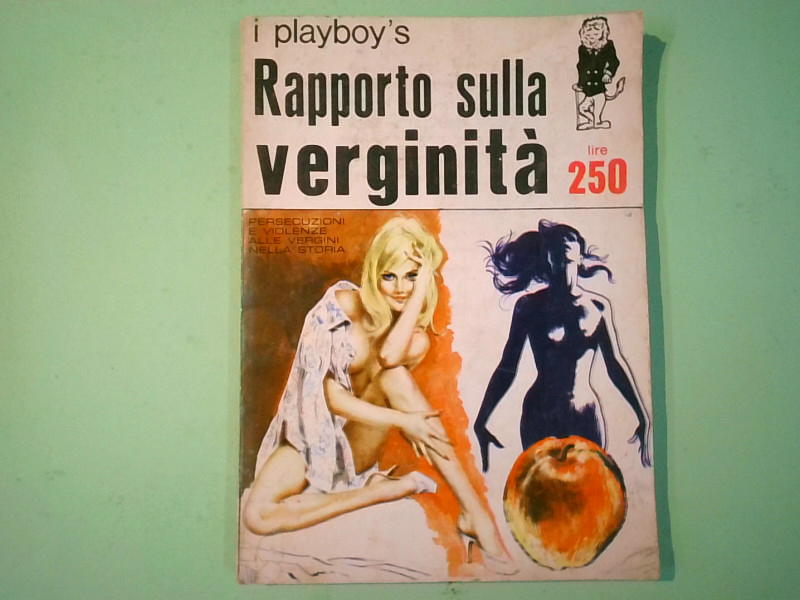 i playboy's
Rapporto sulla
verginità
lire
250
PERSECUZIONI
E VIOLENZE
ALLE VERGINI
NELLA STORIA